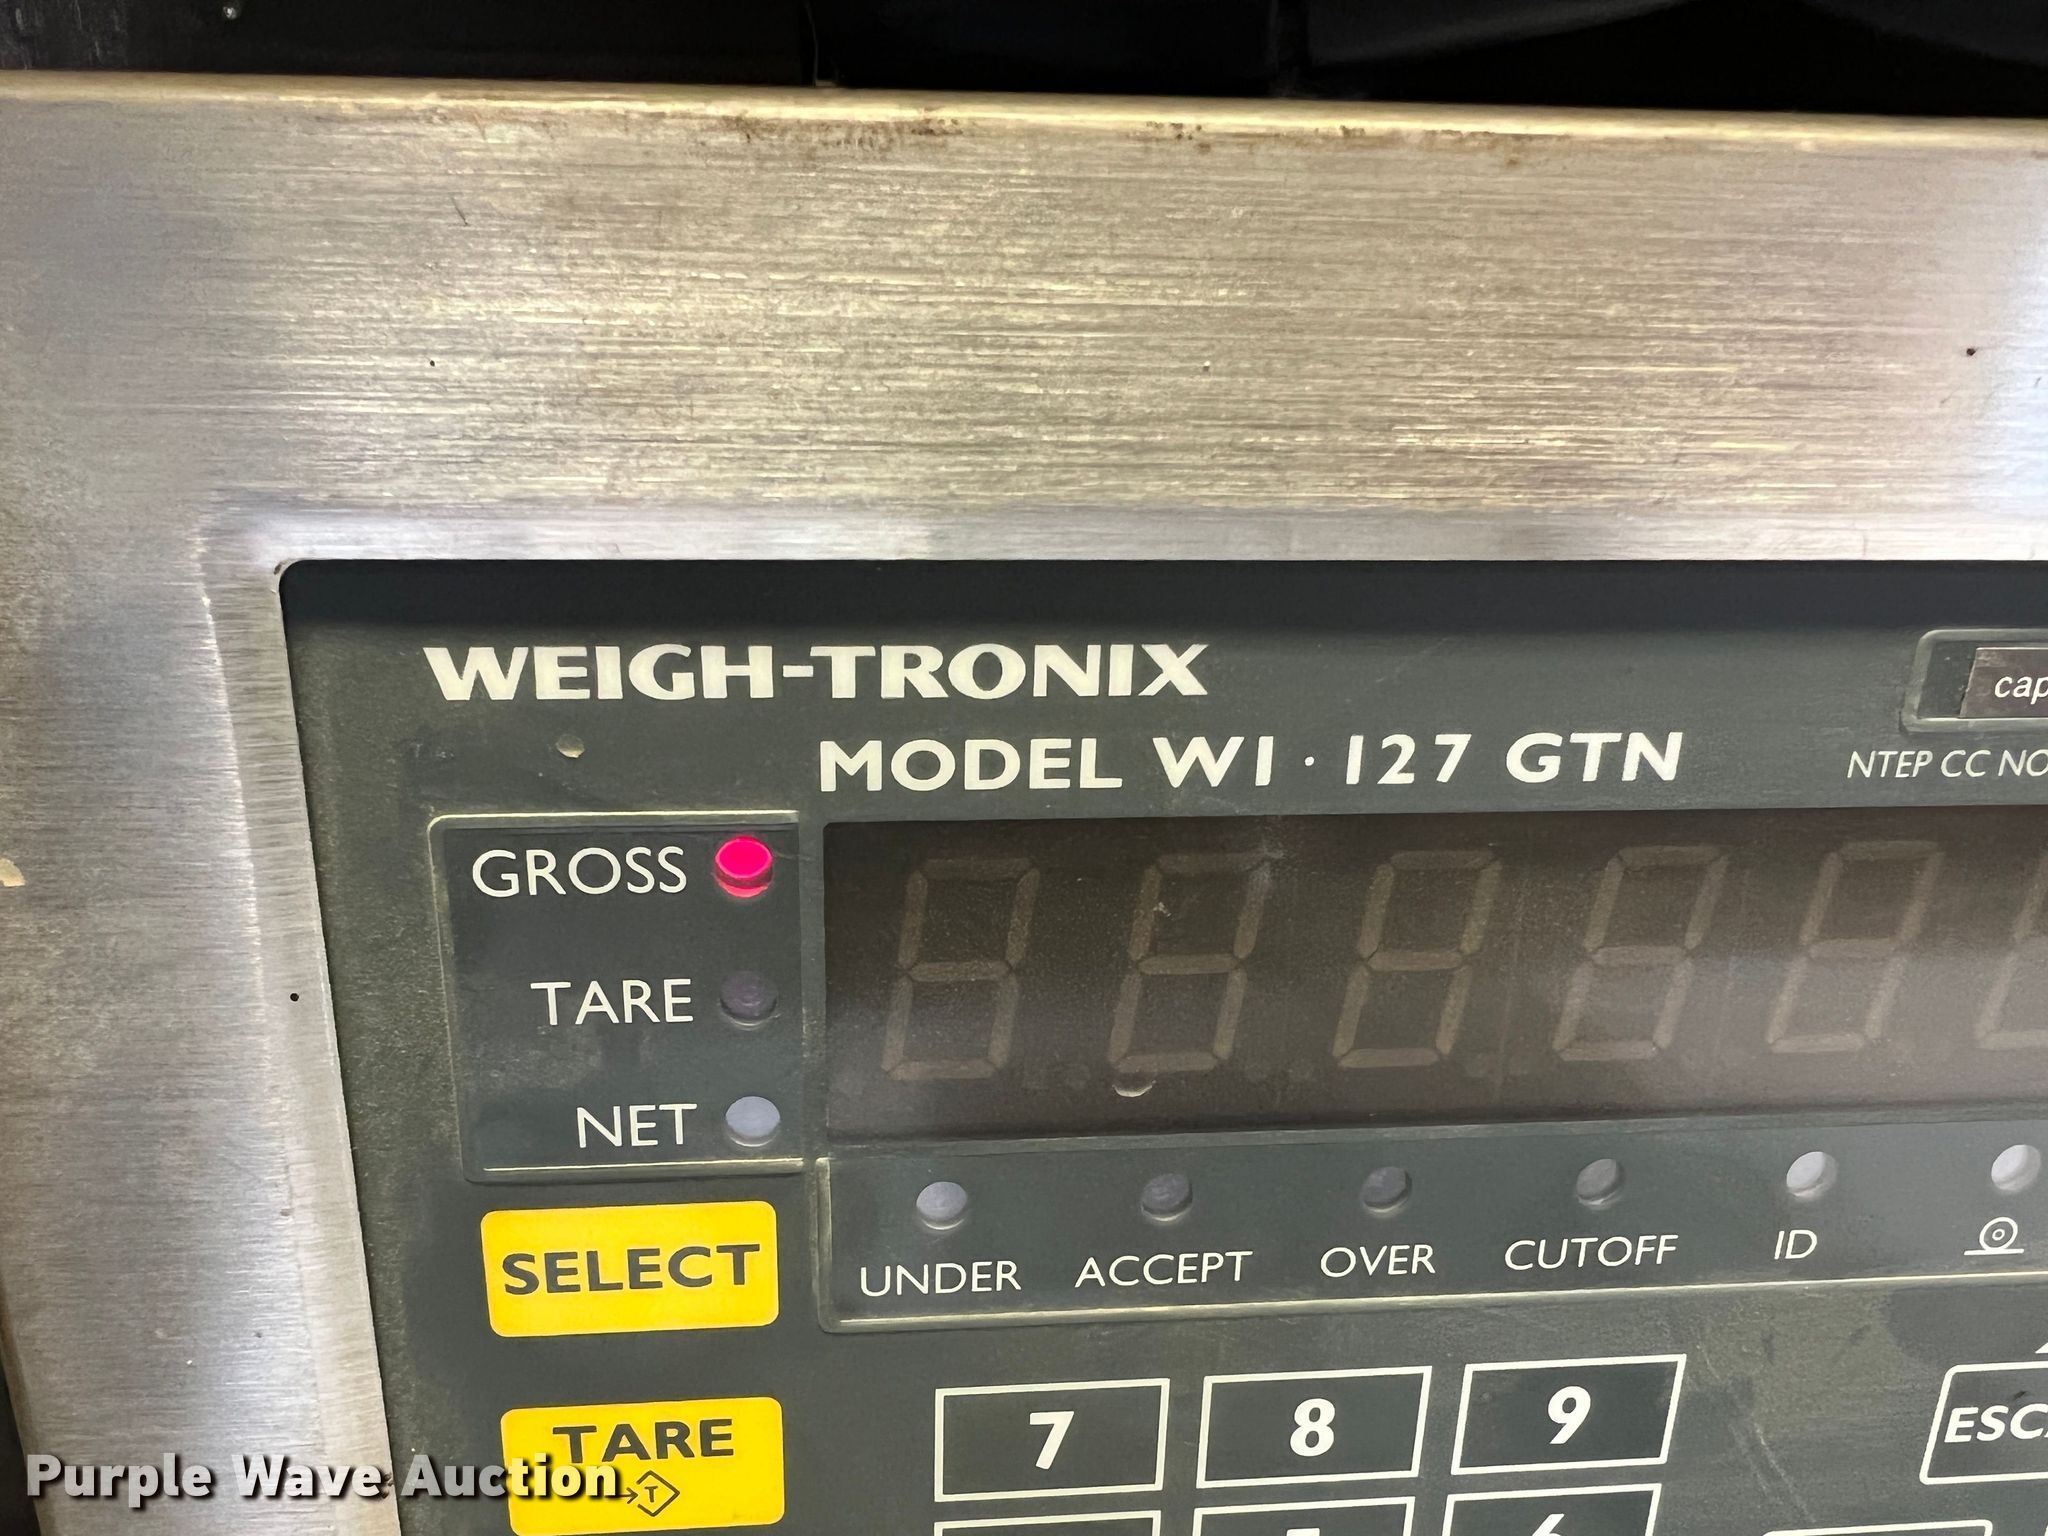 WEIGH-TRONIX
MODEL WI·127 GTN
cap
NTEP CC NO
GROSS
TARE
NET
SELECT
UNDER
ACCEPT
OVER
CUTOFF
ID
TARE
T
7
8
9
ESC
6
Purple Wave Auction